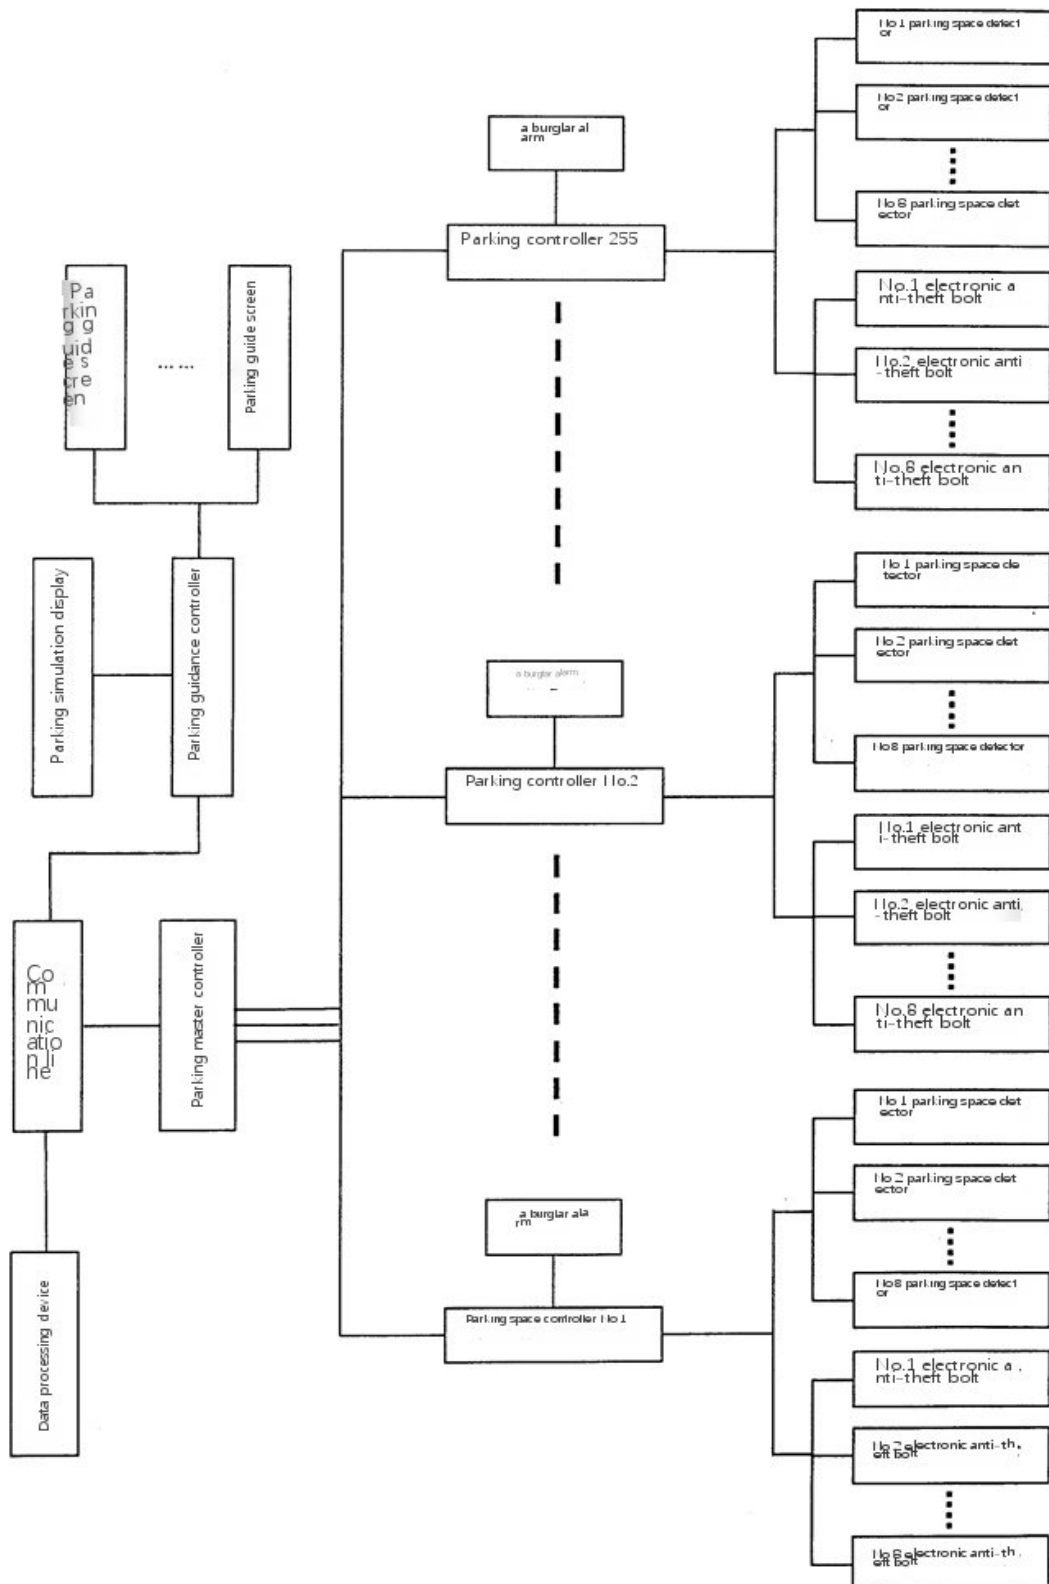 No 1 parking space detect
or
No 2 parking space detect
or
No 8 parking space det
ector
a burglar al
arm
Parking controller 255
No.1 electronic a
nti-theft bolt
No.2 electronic anti
-theft bolt
No.8 electronic an
ti-theft bolt
Pa
rkin
g g
uid
e s
cre
en
... ...
Parking guide screen
Parking simulation display
Parking guidance controller
No 1 parking space de
tector
No 2 parking space det
ector
No 8 parking space detector
a burglar alarm
Parking controller No.2
No.1 electronic ant
i-theft bolt
No.2 electronic anti
-theft bolt
No.8 electronic an
ti-theft bolt
Co
m
mu
nic
atio
n li
ne
Parking master controller
No 1 parking space det
ector
No 2 parking space det
ector
No 8 parking space detect
or
a burglar ala
rm
Parking space controller No 1
No.1 electronic a
nti-theft bolt
No 2 electronic anti-th
eft bolt
No 8 electronic anti-th
eft bolt
Data processing device